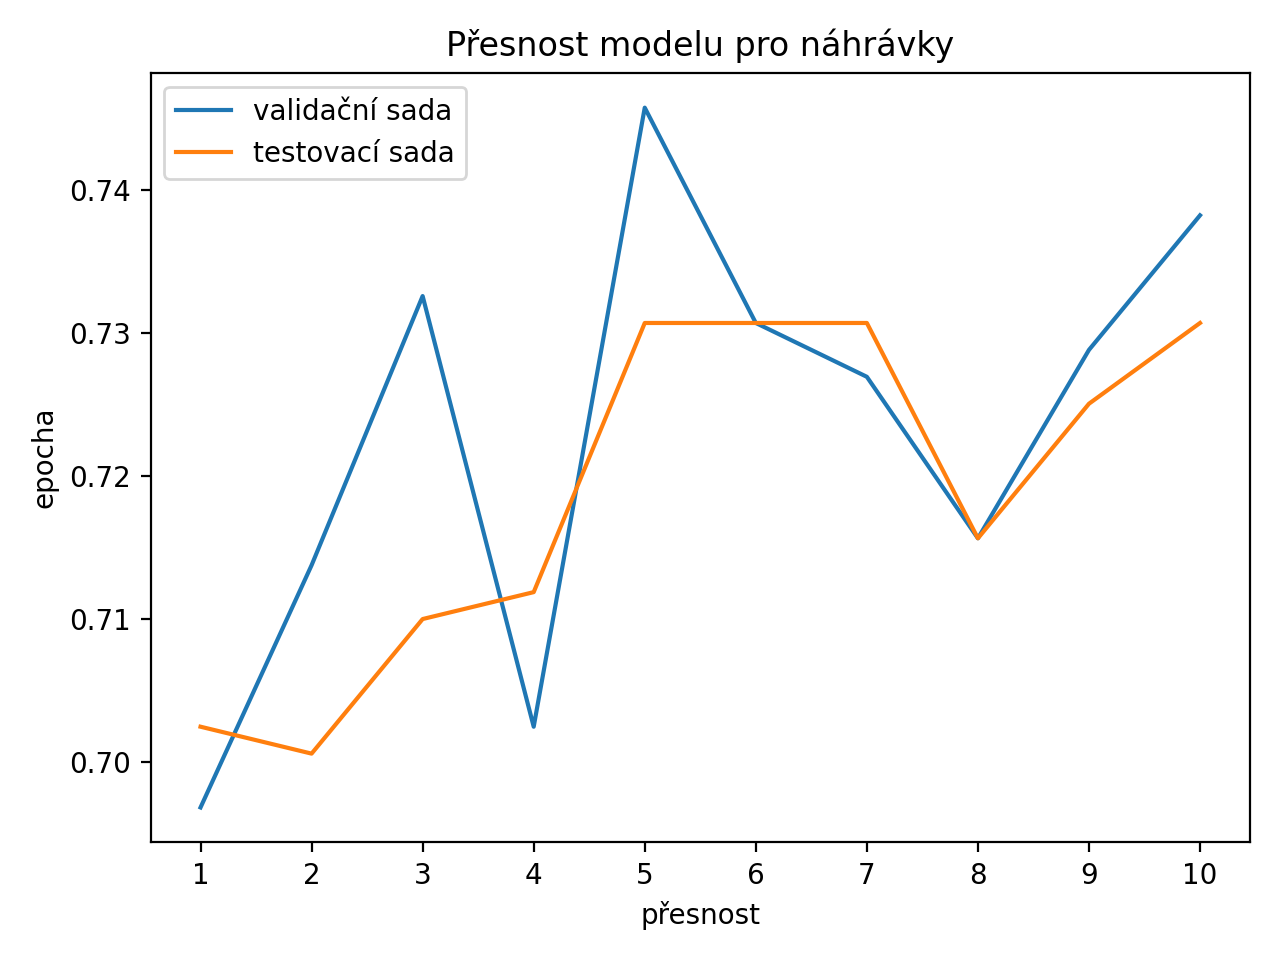 Přesnost modelu pro náhrávky
validační sada
testovací sada
0.74
0.73
0.72
0.71
0.70
epocha
1 2 3 4 5 6 7 8 9 10
přesnost